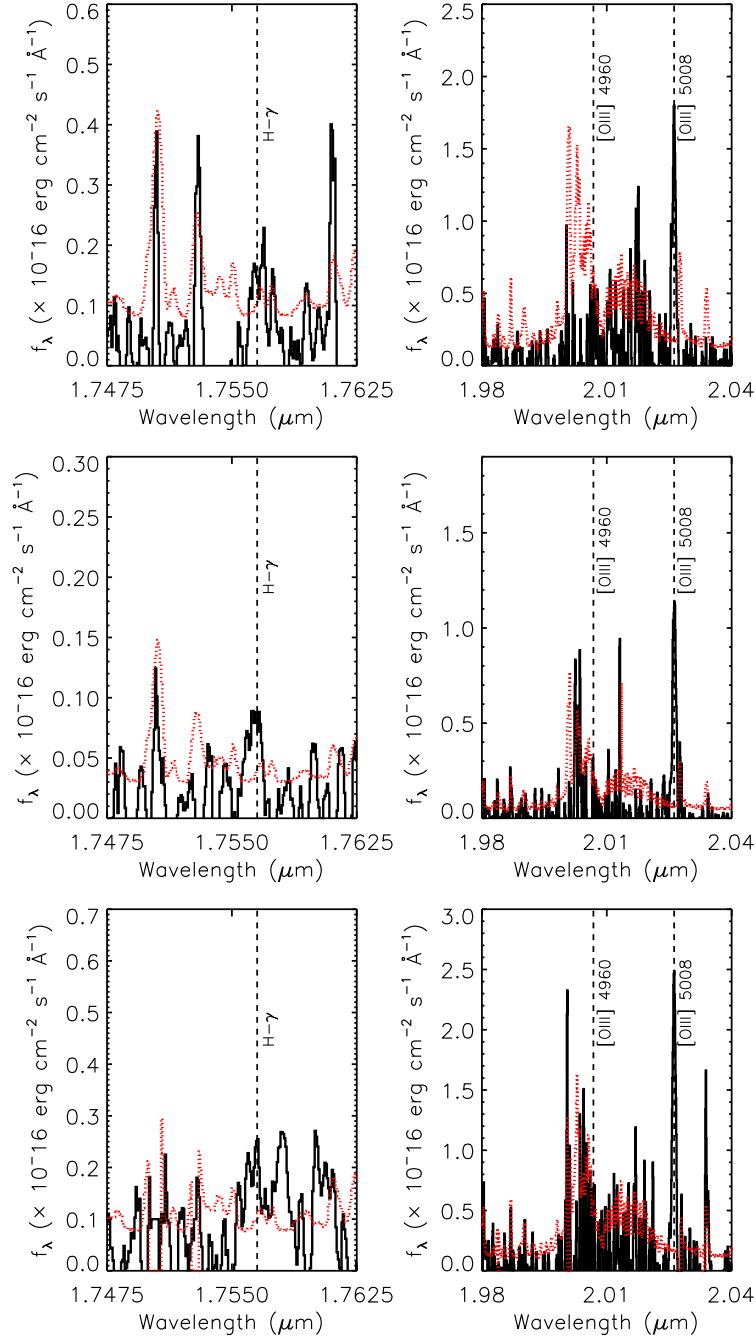 0.6
0.5
0.4
0.3
0.2
0.1
0.0
f_λ (× 10⁻¹⁶ erg cm⁻² s⁻¹ Å⁻¹)
H-γ
1.7475 1.7550 1.7625
Wavelength (μm)
2.5
2.0
1.5
1.0
0.5
0.0
f_λ (× 10⁻¹⁶ erg cm⁻² s⁻¹ Å⁻¹)
[OIII] 4960
[OIII] 5008
1.98 2.01 2.04
Wavelength (μm)
0.30
0.25
0.20
0.15
0.10
0.05
0.00
f_λ (× 10⁻¹⁶ erg cm⁻² s⁻¹ Å⁻¹)
H-γ
1.7475 1.7550 1.7625
Wavelength (μm)
1.5
1.0
0.5
0.0
f_λ (× 10⁻¹⁶ erg cm⁻² s⁻¹ Å⁻¹)
[OIII] 4960
[OIII] 5008
1.98 2.01 2.04
Wavelength (μm)
0.7
0.6
0.5
0.4
0.3
0.2
0.1
0.0
f_λ (× 10⁻¹⁶ erg cm⁻² s⁻¹ Å⁻¹)
H-γ
1.7475 1.7550 1.7625
Wavelength (μm)
3.0
2.5
2.0
1.5
1.0
0.5
0.0
f_λ (× 10⁻¹⁶ erg cm⁻² s⁻¹ Å⁻¹)
[OIII] 4960
[OIII] 5008
1.98 2.01 2.04
Wavelength (μm)